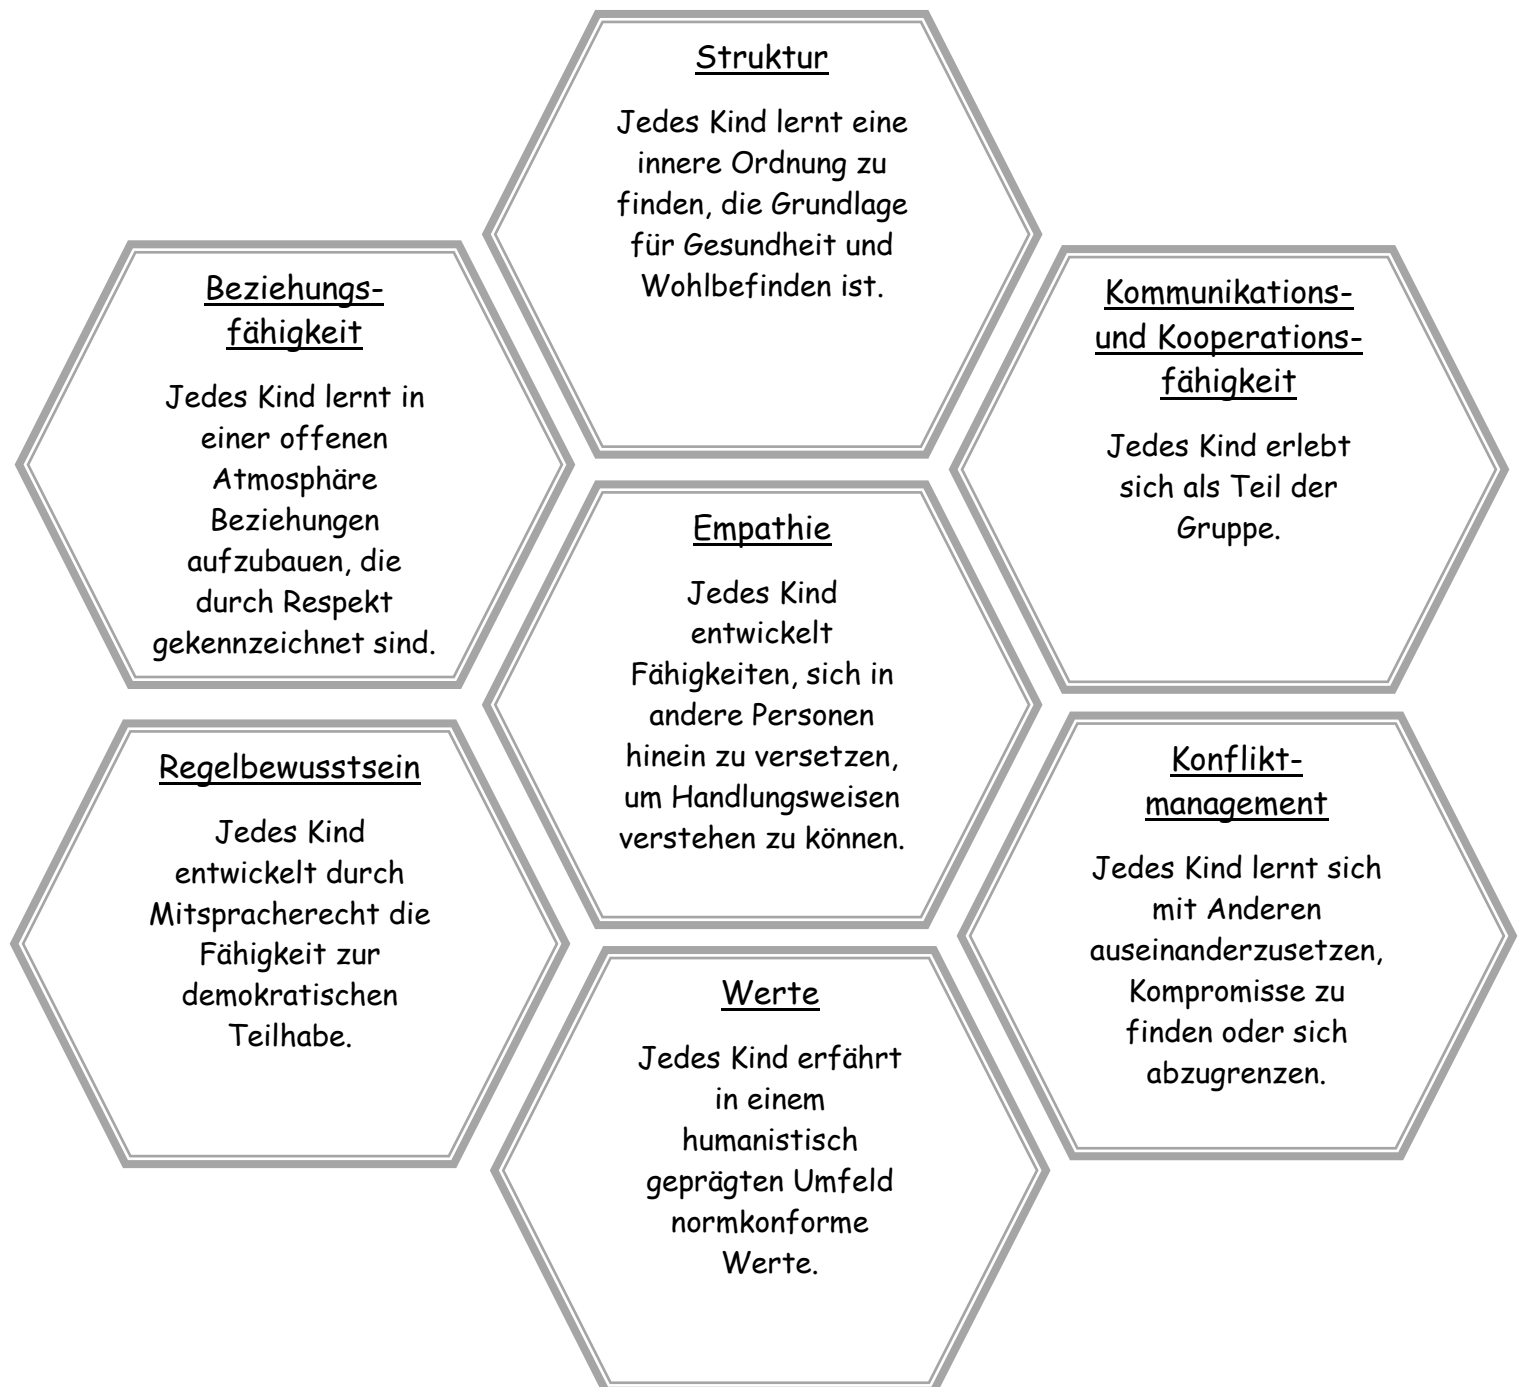 Struktur
Jedes Kind lernt eine
innere Ordnung zu
finden, die Grundlage
für Gesundheit und
Wohlbefinden ist.
Beziehungs-
fähigkeit
Jedes Kind lernt in
einer offenen
Atmosphäre
Beziehungen
aufzubauen, die
durch Respekt
gekennzeichnet sind.
Kommunikations-
und Kooperations-
fähigkeit
Jedes Kind erlebt
sich als Teil der
Gruppe.
Empathie
Jedes Kind
entwickelt
Fähigkeiten, sich in
andere Personen
hinein zu versetzen,
um Handlungsweisen
verstehen zu können.
Regelbewusstsein
Jedes Kind
entwickelt durch
Mitspracherecht die
Fähigkeit zur
demokratischen
Teilhabe.
Konflikt-
management
Jedes Kind lernt sich
mit Anderen
auseinanderzusetzen,
Kompromisse zu
finden oder sich
abzugrenzen.
Werte
Jedes Kind erfährt
in einem
humanistisch
geprägten Umfeld
normkonforme
Werte.